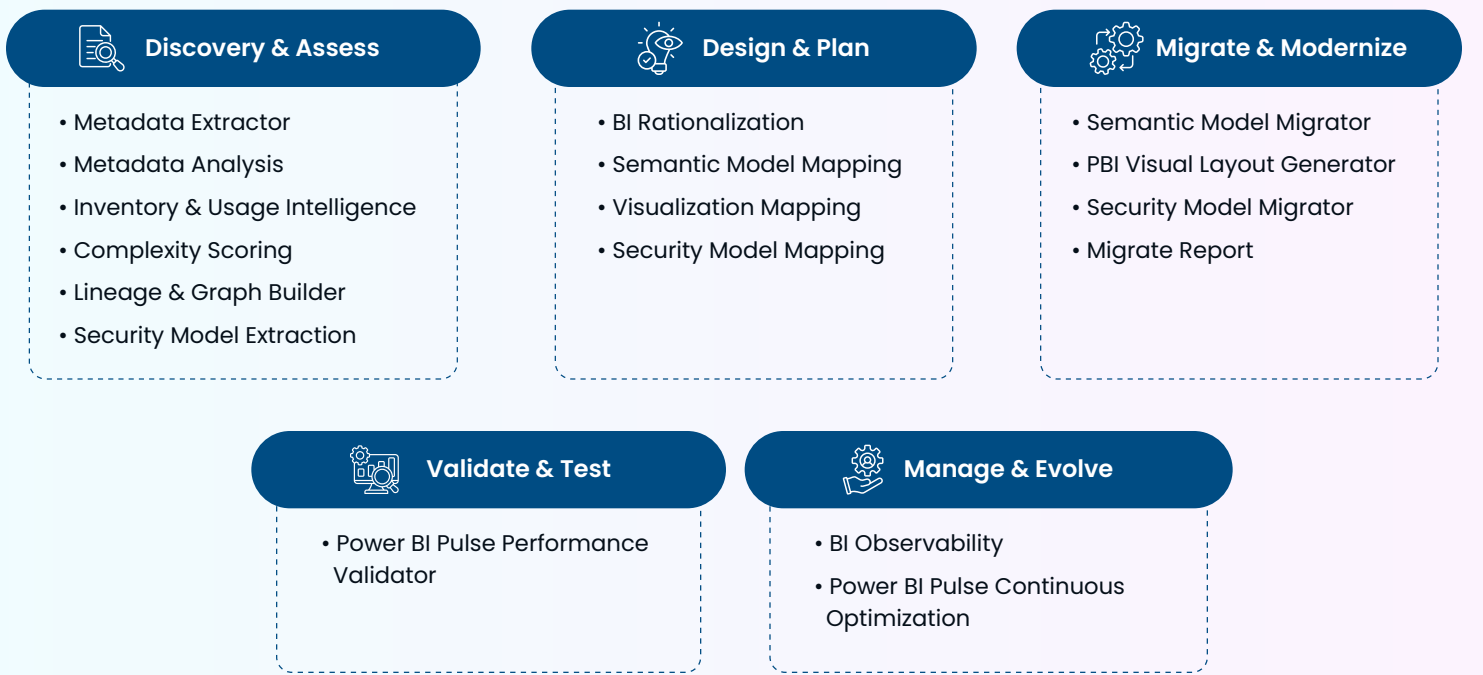 Discovery & Assess
• Metadata Extractor
• Metadata Analysis
• Inventory & Usage Intelligence
• Complexity Scoring
• Lineage & Graph Builder
• Security Model Extraction
Design & Plan
• BI Rationalization
• Semantic Model Mapping
• Visualization Mapping
• Security Model Mapping
Migrate & Modernize
• Semantic Model Migrator
• PBI Visual Layout Generator
• Security Model Migrator
• Migrate Report
Validate & Test
• Power BI Pulse Performance
Validator
Manage & Evolve
• BI Observability
• Power BI Pulse Continuous
Optimization